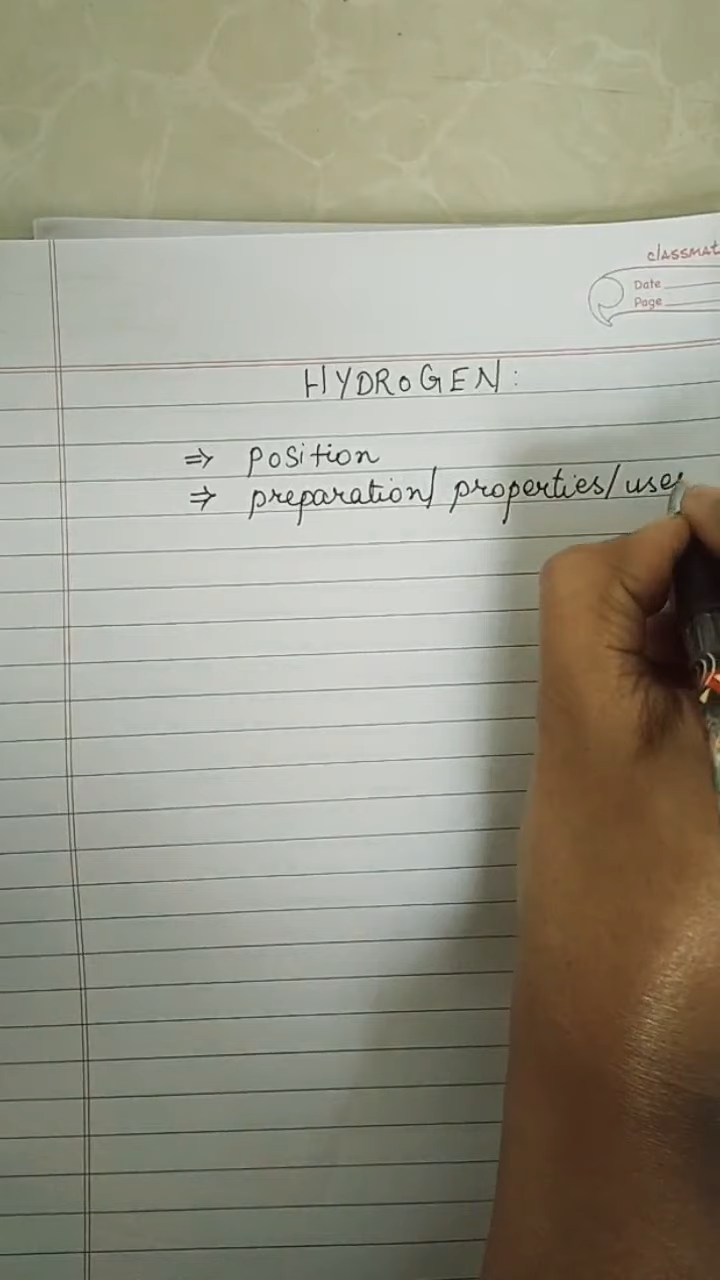 classmat
Date
Page
HYDROGEN:
⇒ position
⇒ preparation/ properties/use